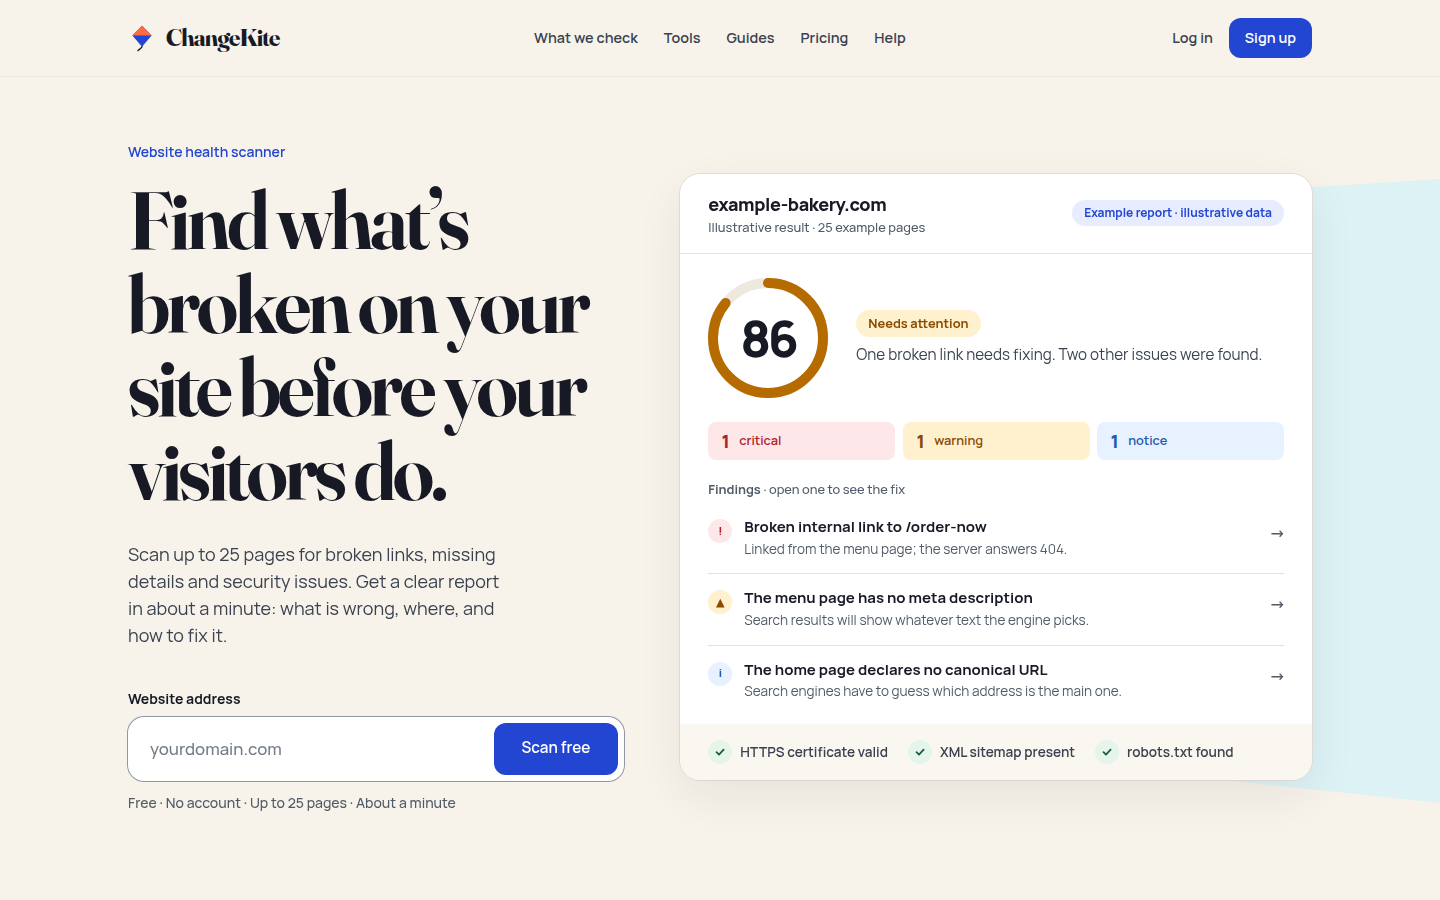 ChangeKite
What we check
Tools
Guides
Pricing
Help
Log in
Sign up
Website health scanner
Find what’s
broken on your
site before your
visitors do.
Scan up to 25 pages for broken links, missing
details and security issues. Get a clear report
in about a minute: what is wrong, where, and
how to fix it.
Website address
yourdomain.com
Scan free
Free · No account · Up to 25 pages · About a minute
example-bakery.com
Illustrative result · 25 example pages
Example report · illustrative data
86
Needs attention
One broken link needs fixing. Two other issues were found.
1 critical
1 warning
1 notice
Findings · open one to see the fix
! Broken internal link to /order-now →
Linked from the menu page; the server answers 404.
▲ The menu page has no meta description →
Search results will show whatever text the engine picks.
i The home page declares no canonical URL →
Search engines have to guess which address is the main one.
✓ HTTPS certificate valid
✓ XML sitemap present
✓ robots.txt found